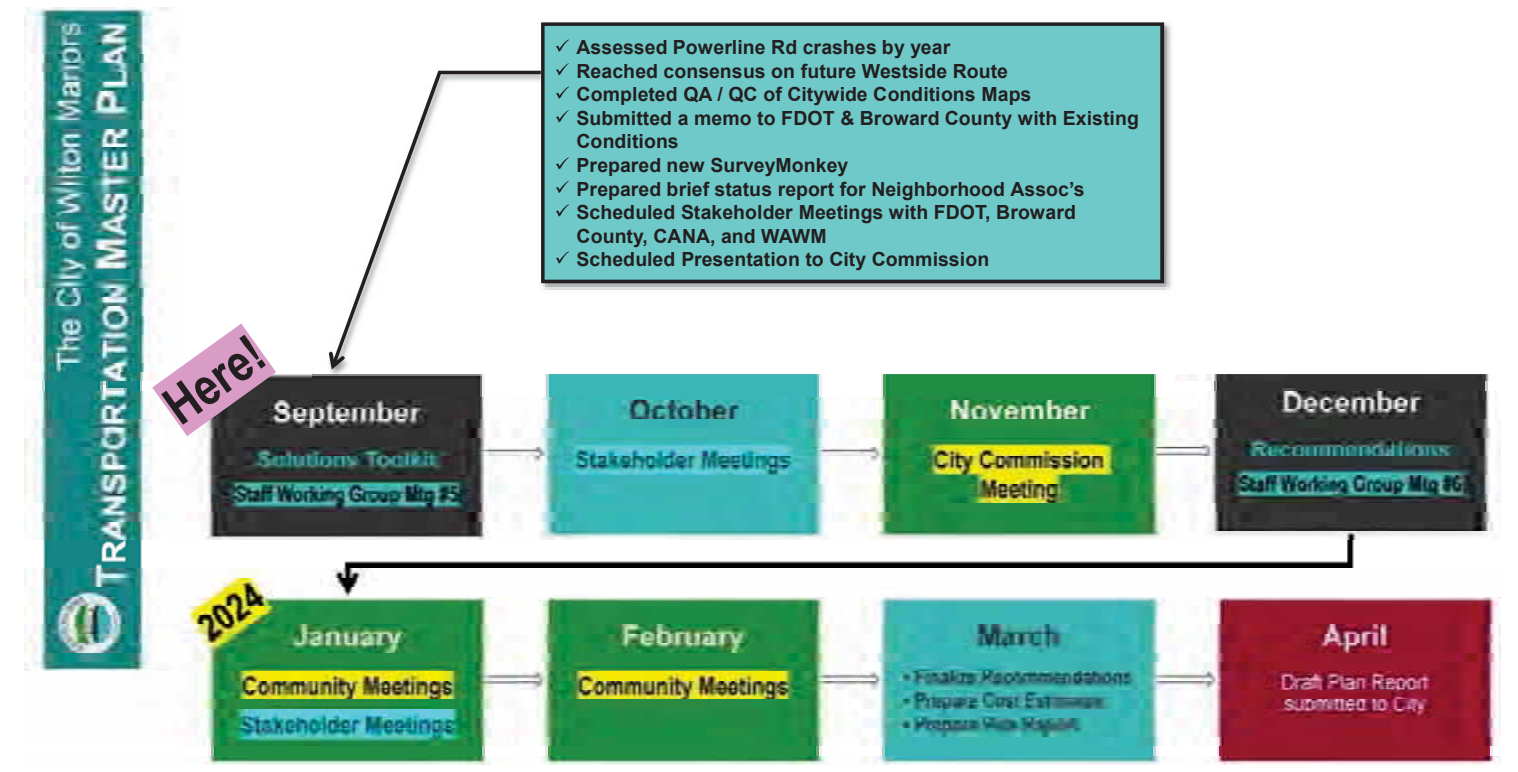 The City of Wilton Manors
TRANSPORTATION MASTER PLAN
✓ Assessed Powerline Rd crashes by year
✓ Reached consensus on future Westside Route
✓ Completed QA / QC of Citywide Conditions Maps
✓ Submitted a memo to FDOT & Broward County with Existing
Conditions
✓ Prepared new SurveyMonkey
✓ Prepared brief status report for Neighborhood Assoc's
✓ Scheduled Stakeholder Meetings with FDOT, Broward
County, CANA, and WAWM
✓ Scheduled Presentation to City Commission
Here!
September
Solutions Toolkit
Staff Working Group Mtg #5
October
Stakeholder Meetings
November
City Commission
Meeting
December
Recommendations
Staff Working Group Mtg #6
2024
January
Community Meetings
Stakeholder Meetings
February
Community Meetings
March
• Finalize Recommendations
• Prepare Cost Estimates
• Prepare Report
April
Draft Plan Report
submitted to City